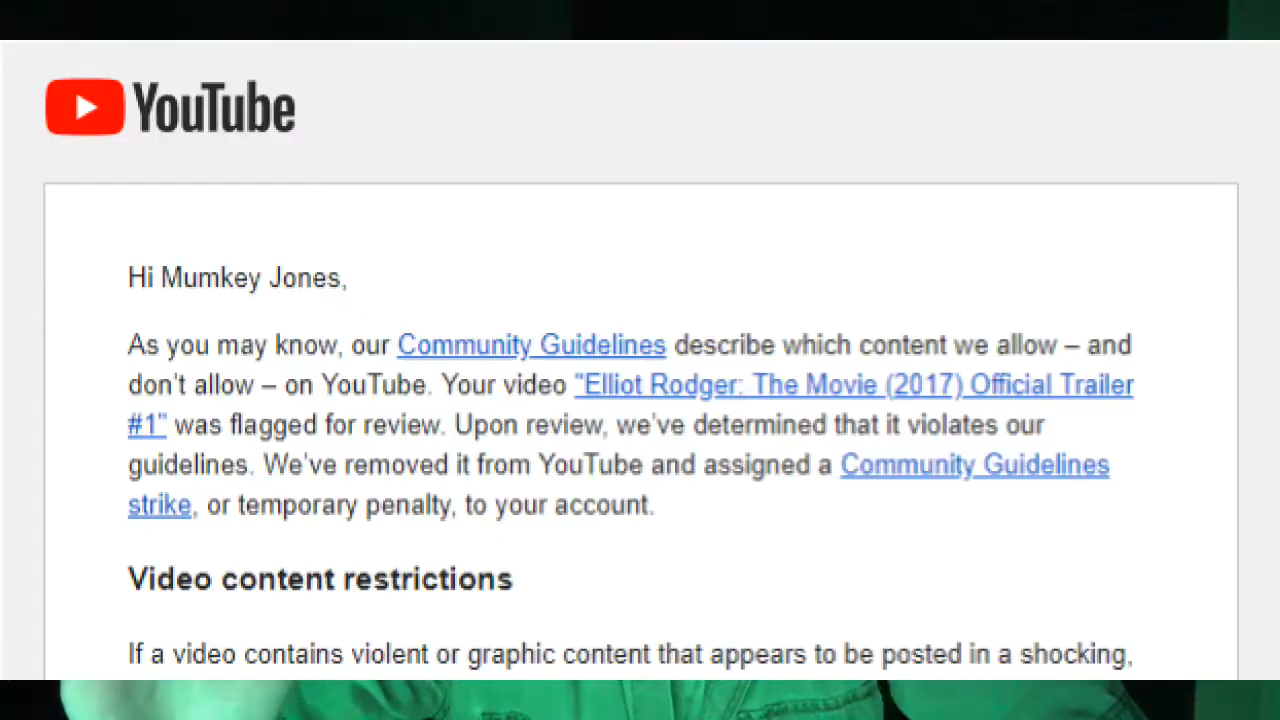 YouTube
Hi Mumkey Jones,
As you may know, our Community Guidelines describe which content we allow – and
don't allow – on YouTube. Your video "Elliot Rodger: The Movie (2017) Official Trailer
#1" was flagged for review. Upon review, we've determined that it violates our
guidelines. We've removed it from YouTube and assigned a Community Guidelines
strike, or temporary penalty, to your account.
Video content restrictions
If a video contains violent or graphic content that appears to be posted in a shocking,